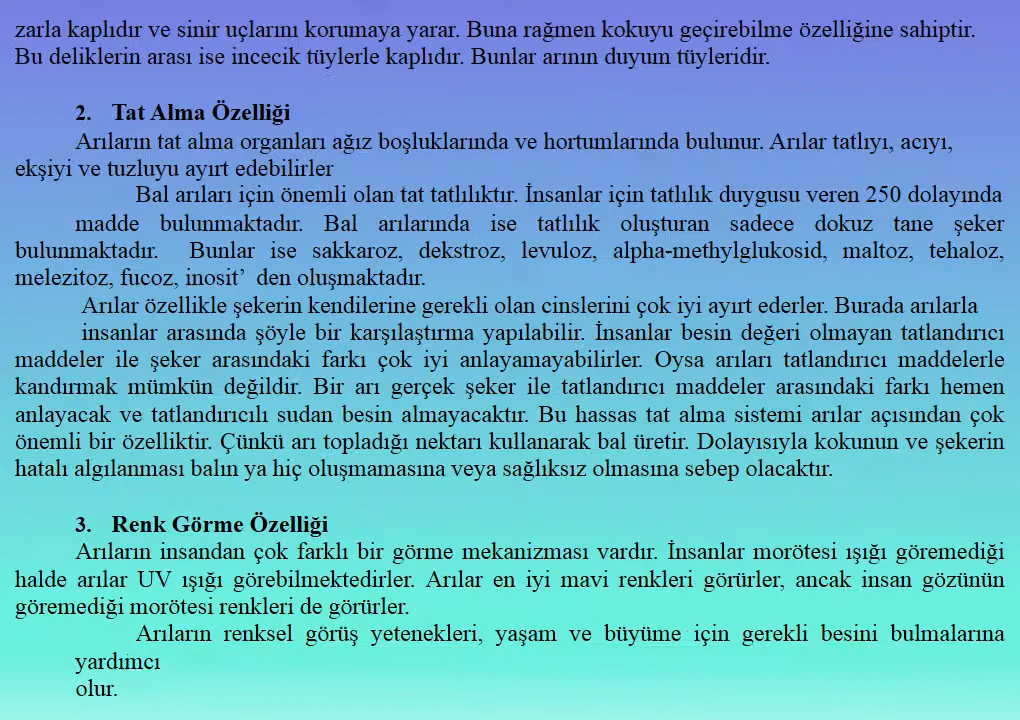 zarla kaplıdır ve sinir uçlarını korumaya yarar. Buna rağmen kokuyu geçirebilme özelliğine sahiptir.
Bu deliklerin arası ise incecik tüylerle kaplıdır. Bunlar arının duyum tüyleridir.
2. Tat Alma Özelliği
Arıların tat alma organları ağız boşluklarında ve hortumlarında bulunur. Arılar tatlıyı, acıyı,
ekşiyi ve tuzluyu ayırt edebilirler
Bal arıları için önemli olan tat tatlılıktır. İnsanlar için tatlılık duygusu veren 250 dolayında
madde bulunmaktadır. Bal arılarında ise tatlılık oluşturan sadece dokuz tane şeker
bulunmaktadır. Bunlar ise sakkaroz, dekstroz, levuloz, alpha-methylglukosid, maltoz, tehaloz,
melezitoz, fucoz, inosit’ den oluşmaktadır.
Arılar özellikle şekerin kendilerine gerekli olan cinslerini çok iyi ayırt ederler. Burada arılarla
insanlar arasında şöyle bir karşılaştırma yapılabilir. İnsanlar besin değeri olmayan tatlandırıcı
maddeler ile şeker arasındaki farkı çok iyi anlayamayabilirler. Oysa arıları tatlandırıcı maddelerle
kandırmak mümkün değildir. Bir arı gerçek şeker ile tatlandırıcı maddeler arasındaki farkı hemen
anlayacak ve tatlandırıcılı sudan besin almayacaktır. Bu hassas tat alma sistemi arılar açısından çok
önemli bir özelliktir. Çünkü arı topladığı nektarı kullanarak bal üretir. Dolayısıyla kokunun ve şekerin
hatalı algılanması balın ya hiç oluşmamasına veya sağlıksız olmasına sebep olacaktır.
3. Renk Görme Özelliği
Arıların insandan çok farklı bir görme mekanizması vardır. İnsanlar morötesi ışığı göremediği
halde arılar UV ışığı görebilmektedirler. Arılar en iyi mavi renkleri görürler, ancak insan gözünün
göremediği morötesi renkleri de görürler.
Arıların renksel görüş yetenekleri, yaşam ve büyüme için gerekli besini bulmalarına
yardımcı
olur.